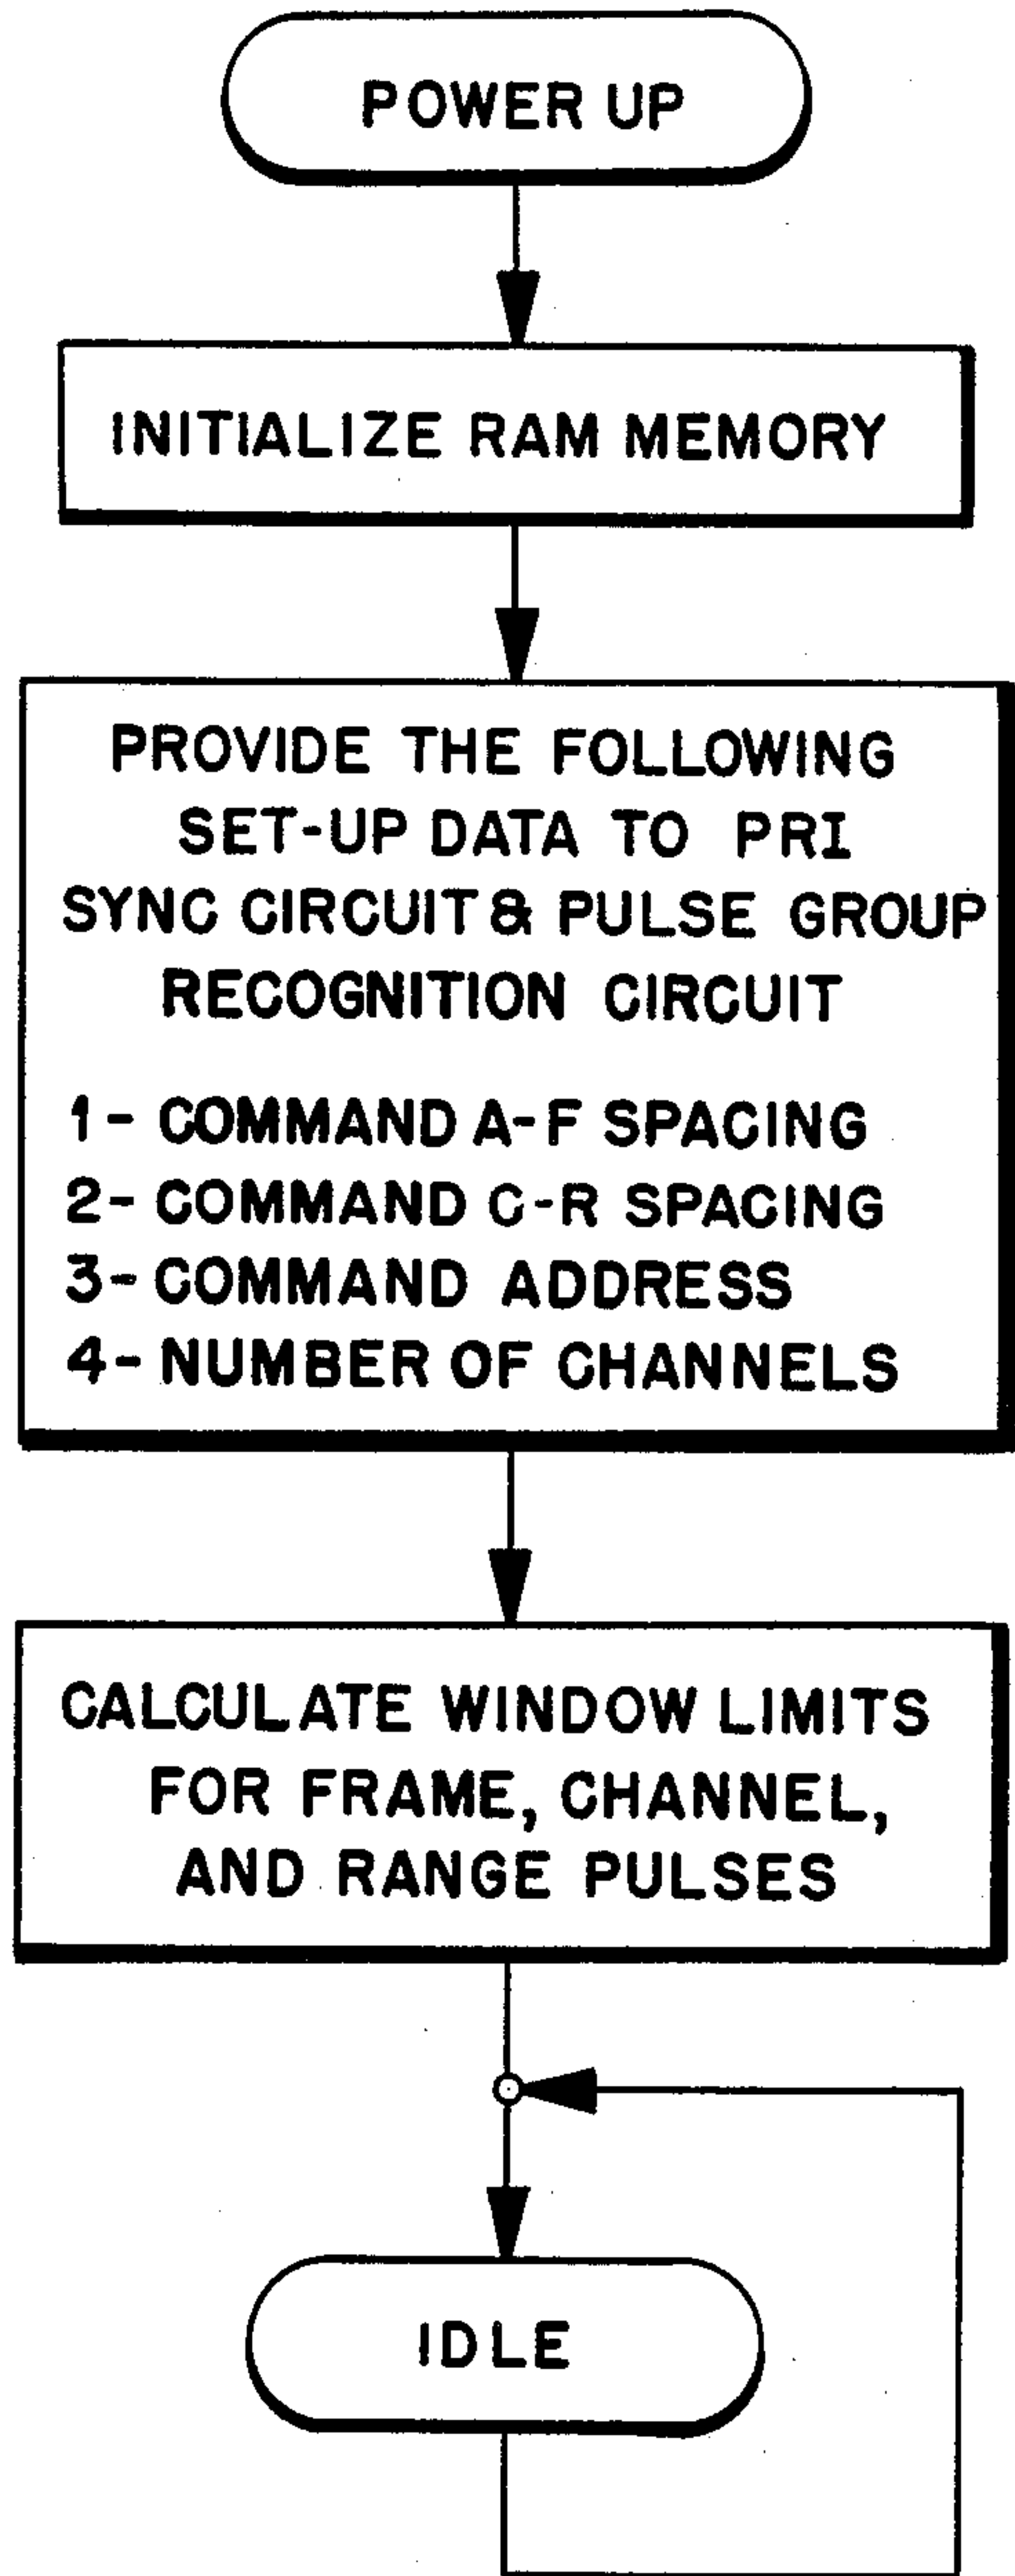 POWER UP
INITIALIZE RAM MEMORY
PROVIDE THE FOLLOWING
SET-UP DATA TO PRI
SYNC CIRCUIT & PULSE GROUP
RECOGNITION CIRCUIT
1- COMMAND A-F SPACING
2- COMMAND C-R SPACING
3- COMMAND ADDRESS
4- NUMBER OF CHANNELS
CALCULATE WINDOW LIMITS
FOR FRAME, CHANNEL,
AND RANGE PULSES
IDLE